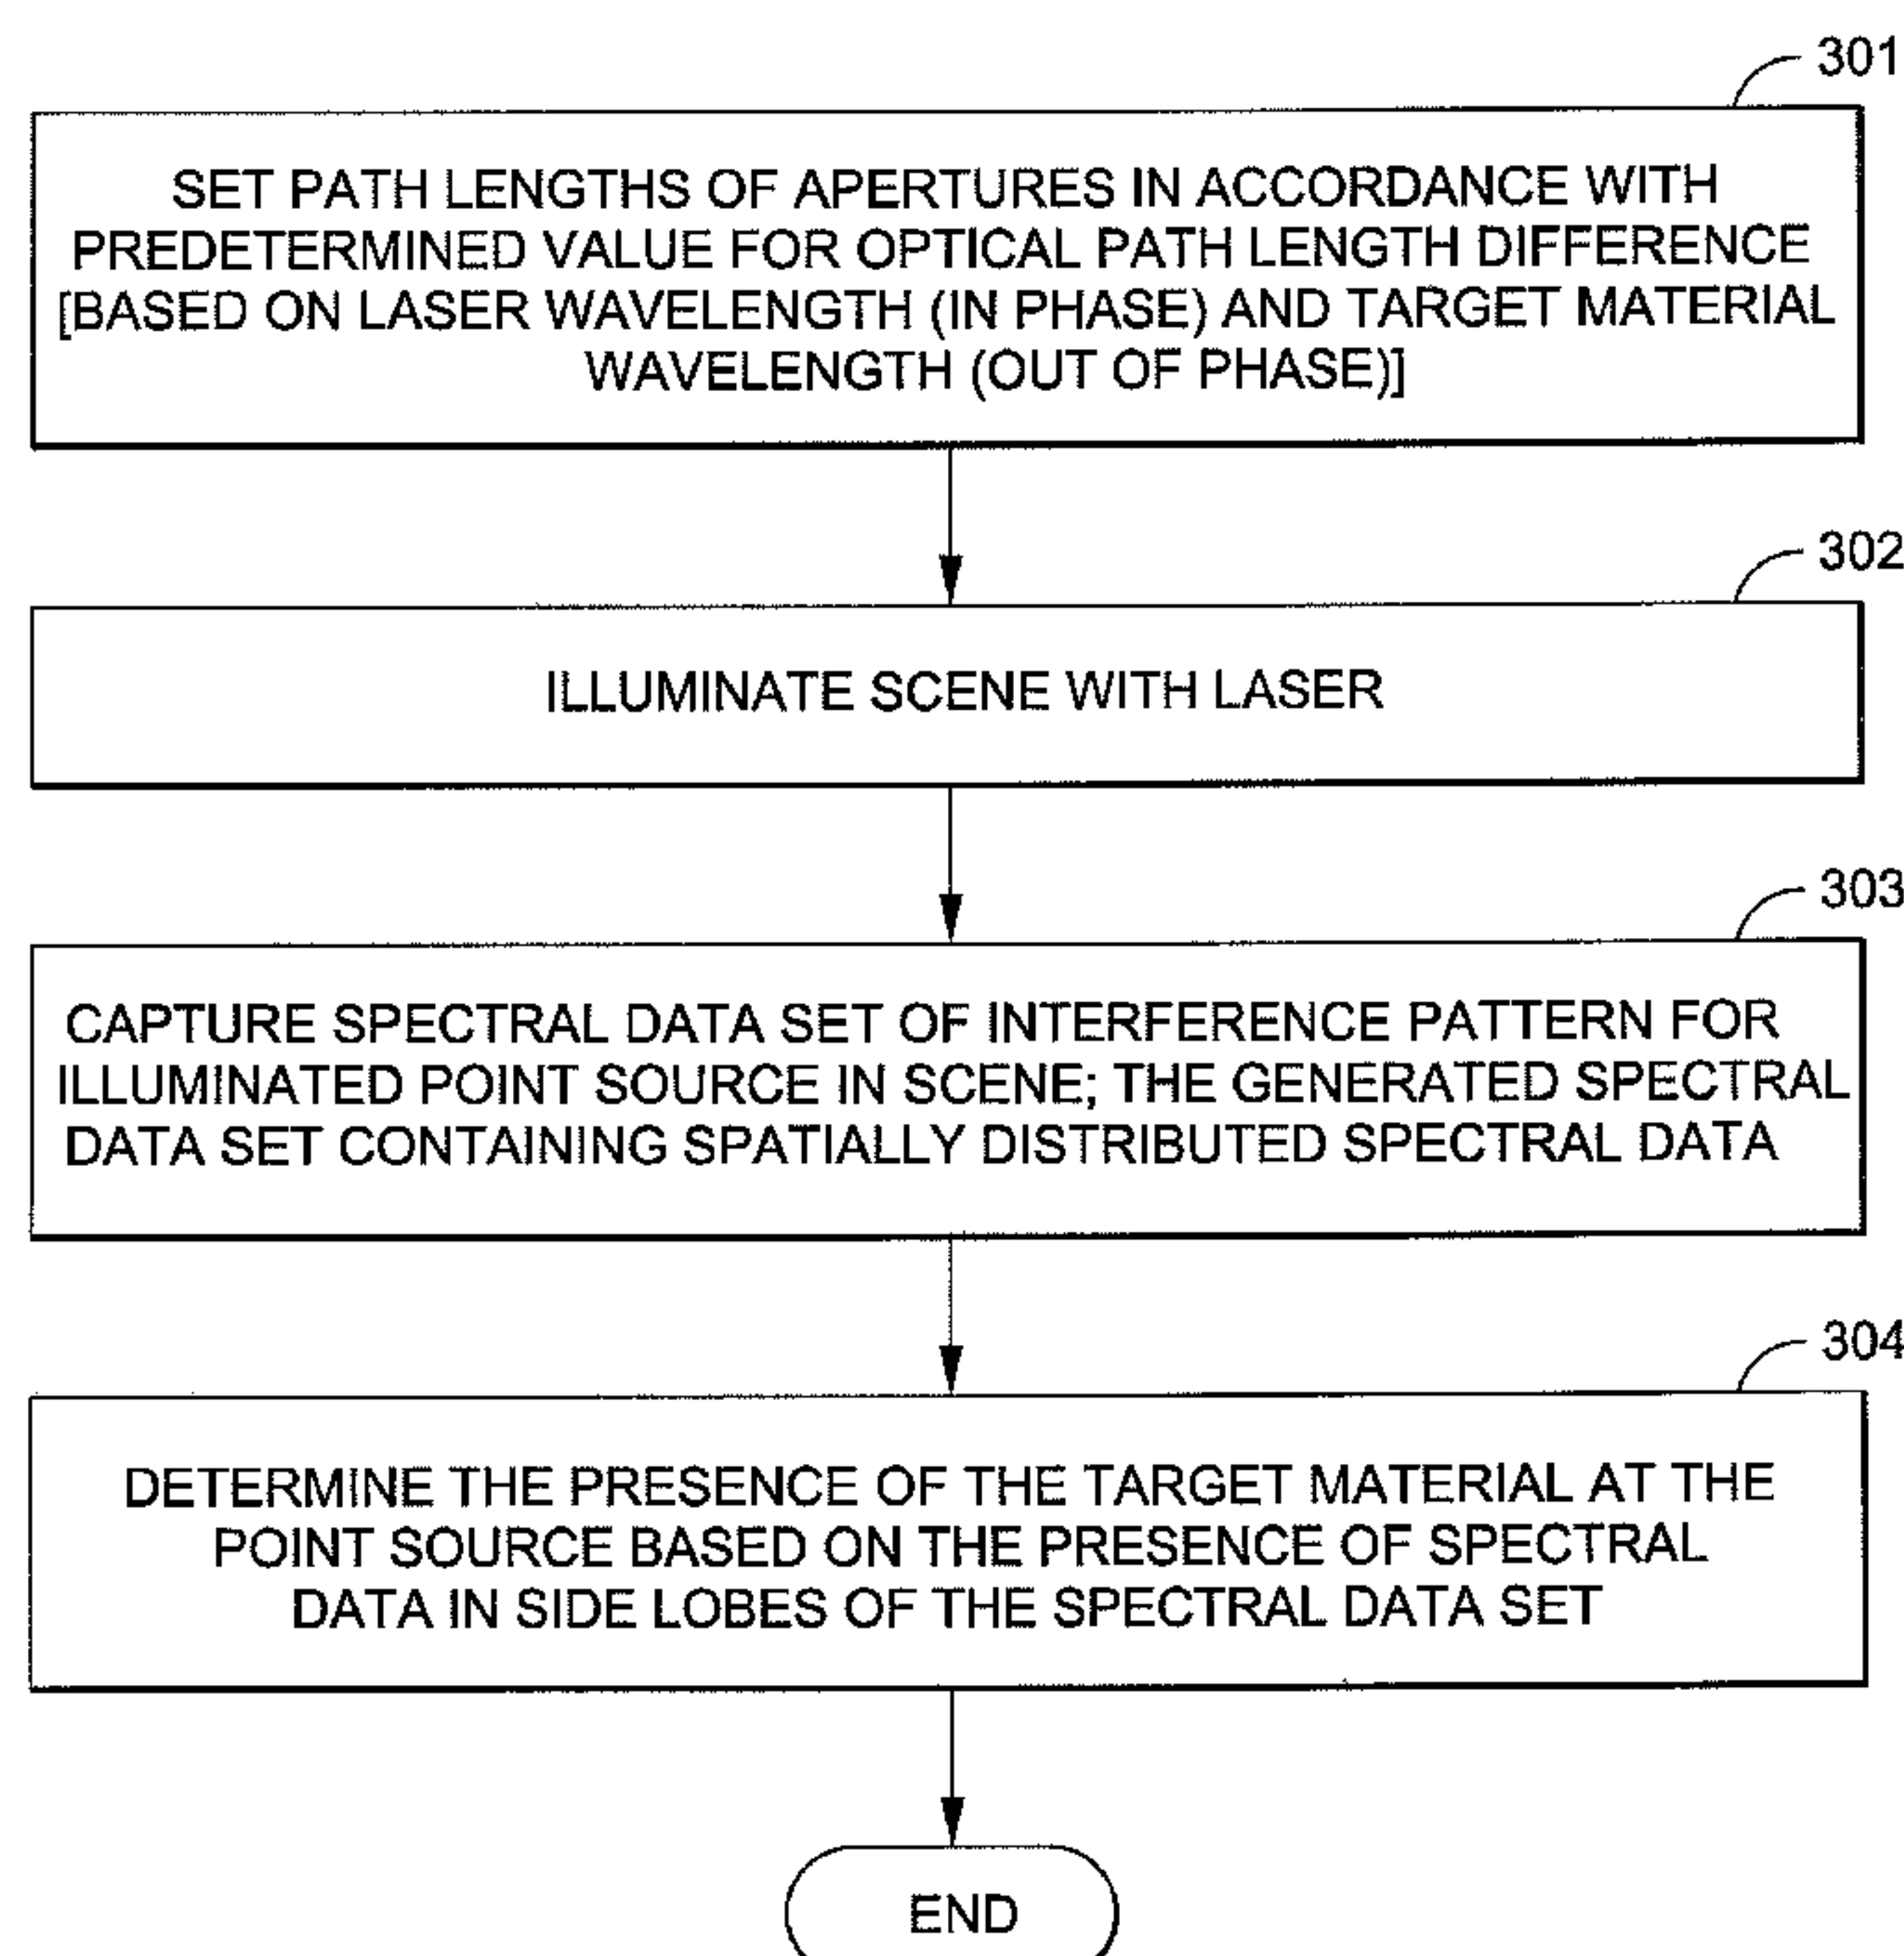 301
SET PATH LENGTHS OF APERTURES IN ACCORDANCE WITH
PREDETERMINED VALUE FOR OPTICAL PATH LENGTH DIFFERENCE
[BASED ON LASER WAVELENGTH (IN PHASE) AND TARGET MATERIAL
WAVELENGTH (OUT OF PHASE)]
302
ILLUMINATE SCENE WITH LASER
303
CAPTURE SPECTRAL DATA SET OF INTERFERENCE PATTERN FOR
ILLUMINATED POINT SOURCE IN SCENE; THE GENERATED SPECTRAL
DATA SET CONTAINING SPATIALLY DISTRIBUTED SPECTRAL DATA
304
DETERMINE THE PRESENCE OF THE TARGET MATERIAL AT THE
POINT SOURCE BASED ON THE PRESENCE OF SPECTRAL
DATA IN SIDE LOBES OF THE SPECTRAL DATA SET
END